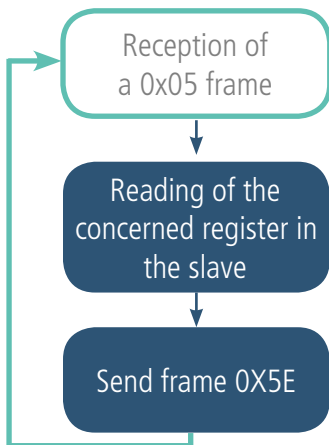 Reception of
a 0x05 frame
Reading of the
concerned register in
the slave
Send frame 0X5E